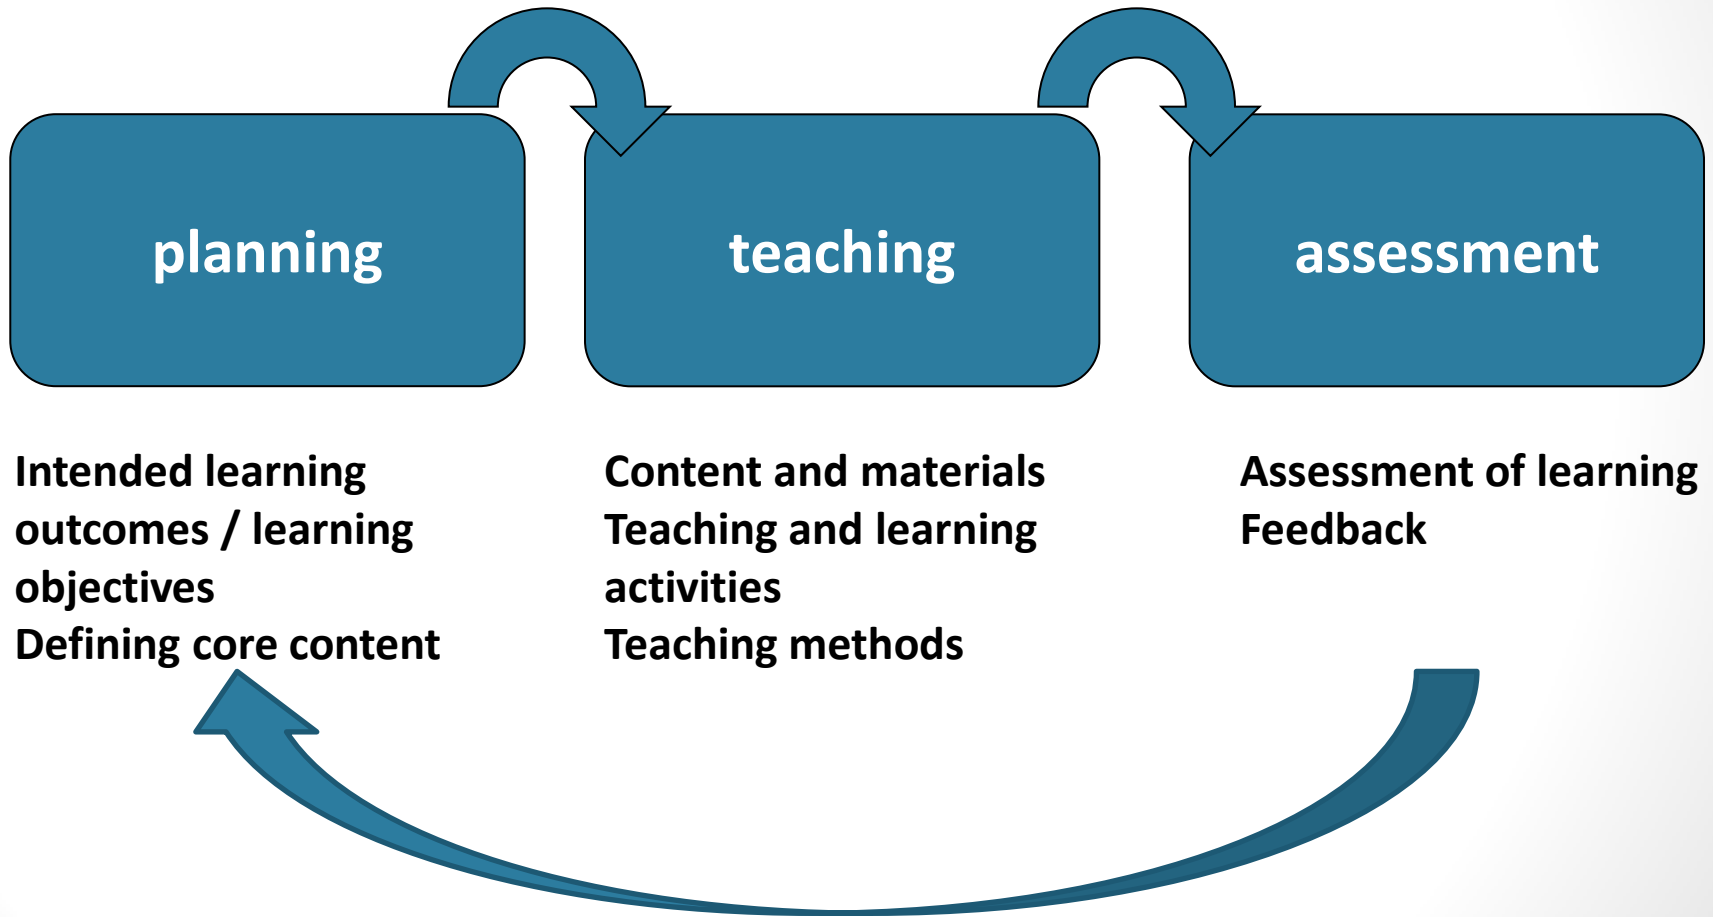 planning
teaching
assessment
Intended learning
outcomes / learning
objectives
Defining core content
Content and materials
Teaching and learning
activities
Teaching methods
Assessment of learning
Feedback